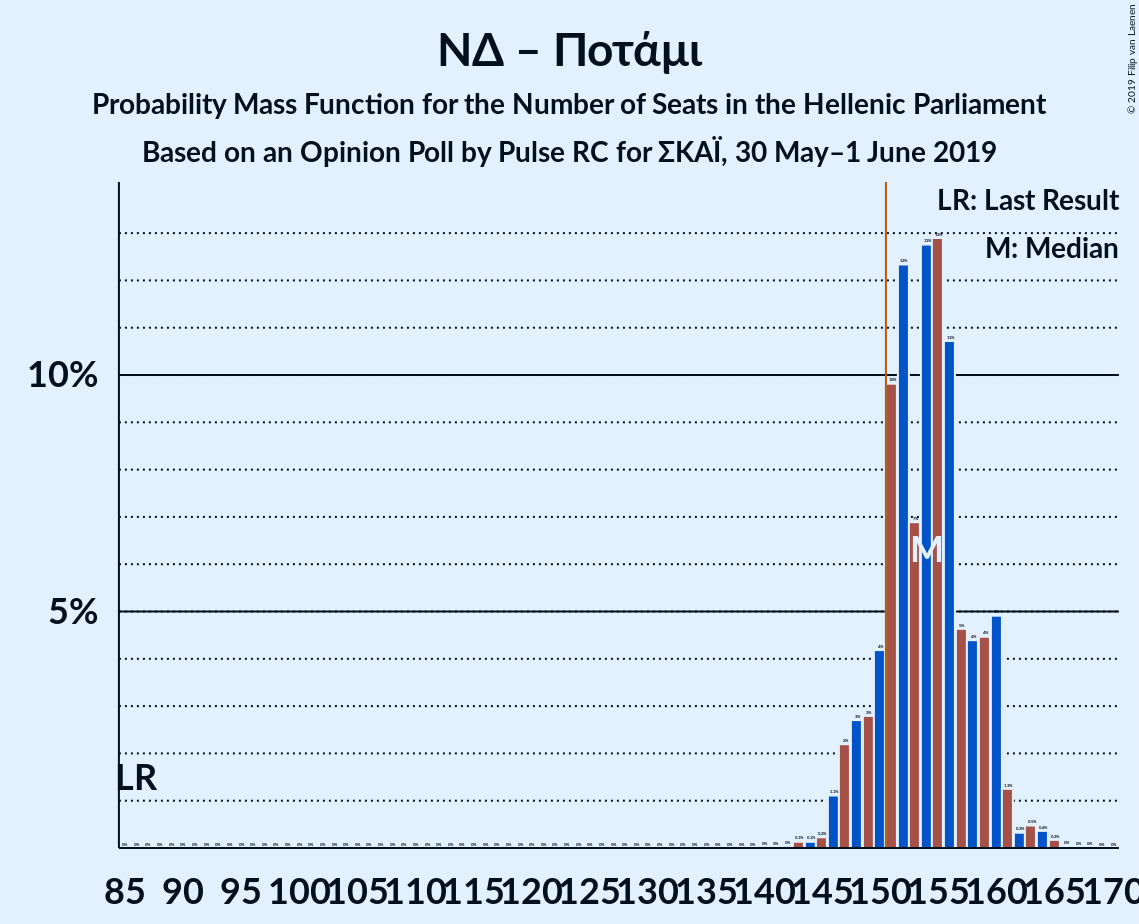 ΝΔ – Ποτάμι
Probability Mass Function for the Number of Seats in the Hellenic Parliament
Based on an Opinion Poll by Pulse RC for ΣΚΑΪ, 30 May–1 June 2019
© 2019 Filip van Laenen
LR: Last Result
M: Median
10%
5%
LR
M
85 90 95 100 105 110 115 120 125 130 135 140 145 150 155 160 165 170